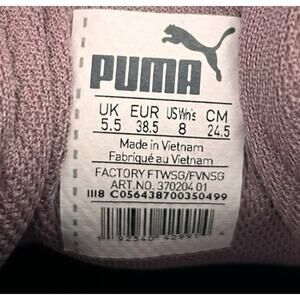 PUMA
UK EUR US Wn's CM
5.5 38.5 8 24.5
Made in Vietnam
Fabriqué au Vietnam
FACTORY FTWSG/FVNSG
ART.NO. 370204 01
1118 C056438700350499